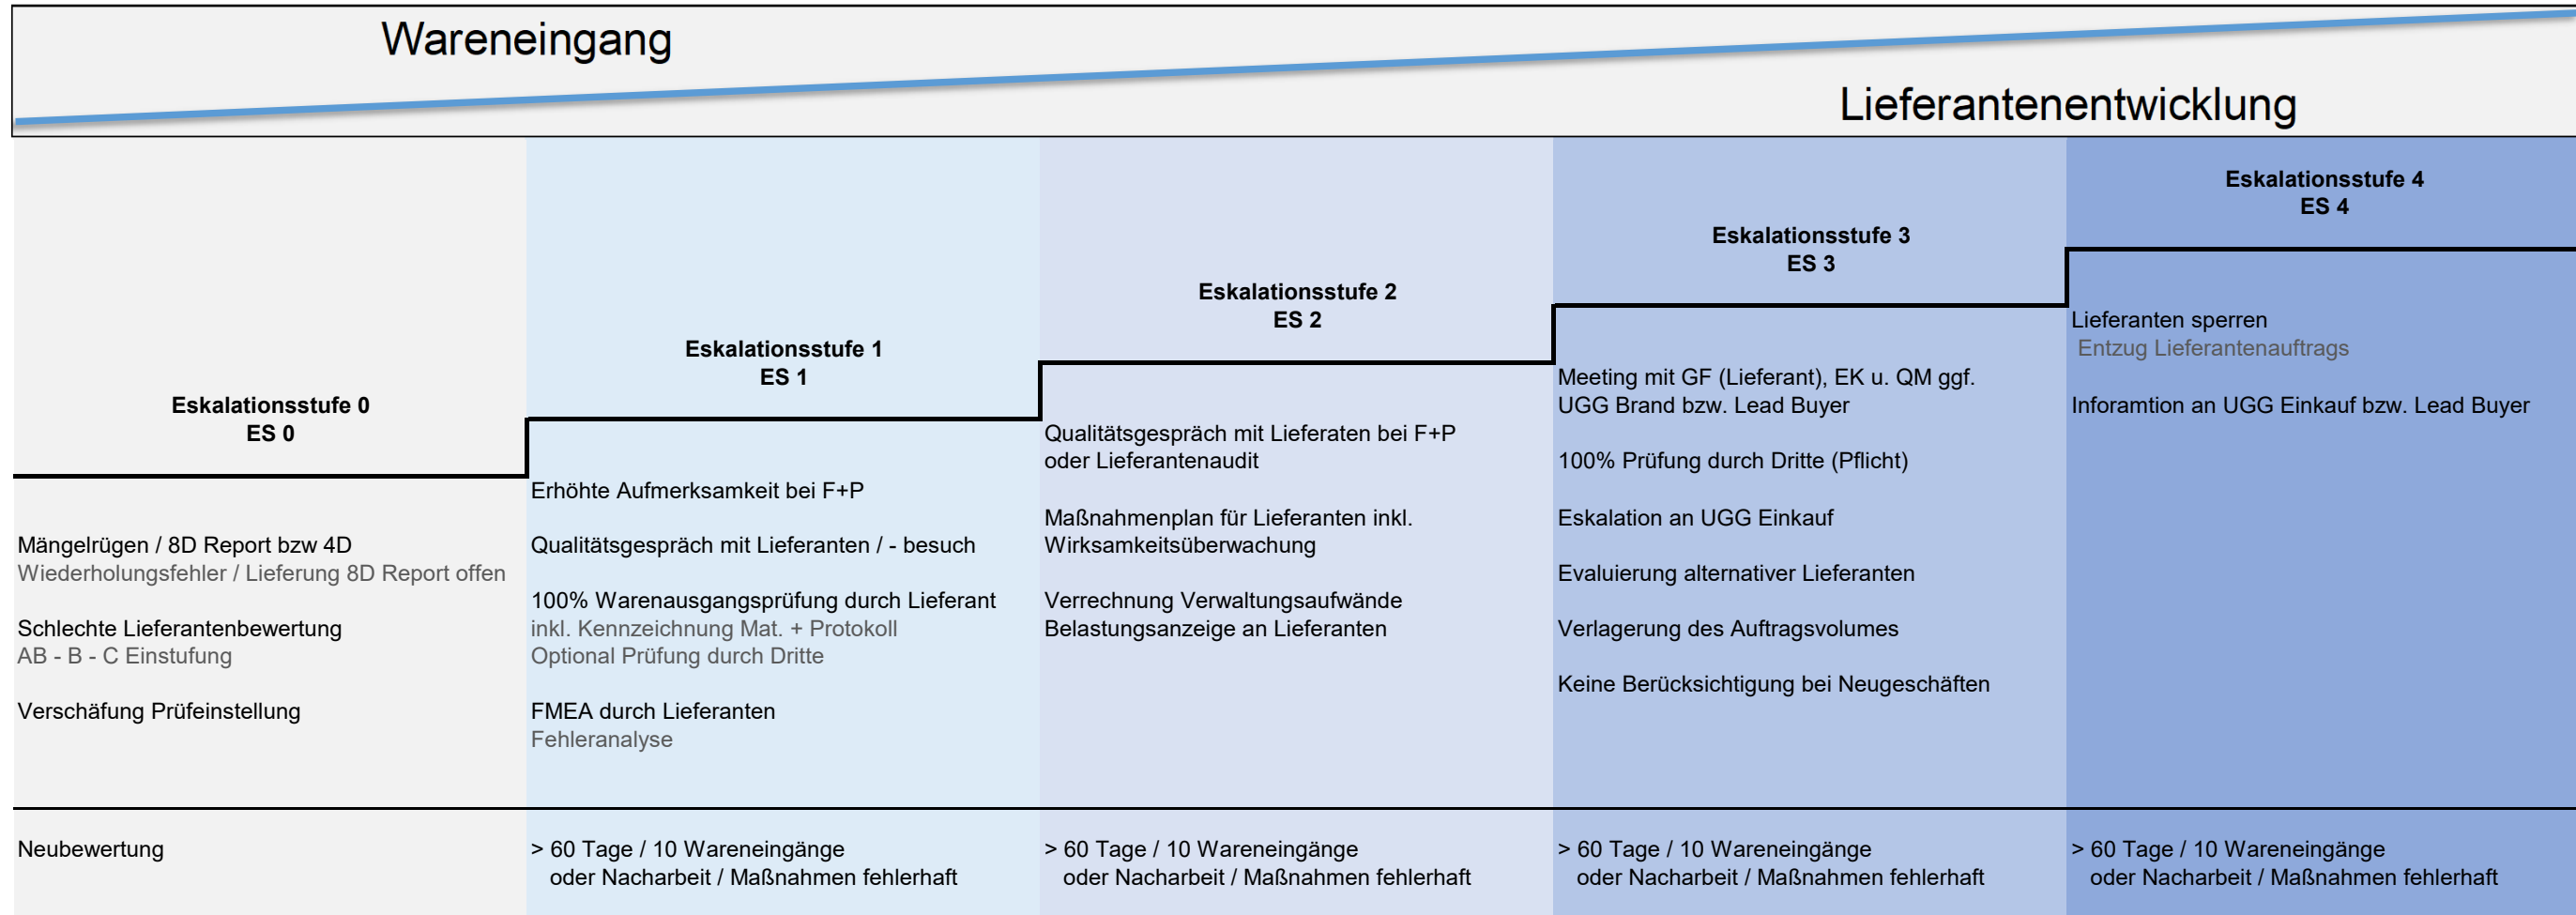 Wareneingang
Lieferantenentwicklung
Eskalationsstufe 0
ES 0
Mängelrügen / 8D Report bzw 4D
Wiederholungsfehler / Lieferung 8D Report offen
Schlechte Lieferantenbewertung
AB - B - C Einstufung
Verschäfung Prüfeinstellung
Eskalationsstufe 1
ES 1
Erhöhte Aufmerksamkeit bei F+P
Qualitätsgespräch mit Lieferanten / - besuch
100% Warenausgangsprüfung durch Lieferant
inkl. Kennzeichnung Mat. + Protokoll
Optional Prüfung durch Dritte
FMEA durch Lieferanten
Fehleranalyse
Eskalationsstufe 2
ES 2
Qualitätsgespräch mit Lieferaten bei F+P
oder Lieferantenaudit
Maßnahmenplan für Lieferanten inkl.
Wirksamkeitsüberwachung
Verrechnung Verwaltungsaufwände
Belastungsanzeige an Lieferanten
Eskalationsstufe 3
ES 3
Meeting mit GF (Lieferant), EK u. QM ggf.
UGG Brand bzw. Lead Buyer
100% Prüfung durch Dritte (Pflicht)
Eskalation an UGG Einkauf
Evaluierung alternativer Lieferanten
Verlagerung des Auftragsvolumes
Keine Berücksichtigung bei Neugeschäften
Eskalationsstufe 4
ES 4
Lieferanten sperren
Entzug Lieferantenauftrags
Inforamtion an UGG Einkauf bzw. Lead Buyer
Neubewertung
> 60 Tage / 10 Wareneingänge
oder Nacharbeit / Maßnahmen fehlerhaft
> 60 Tage / 10 Wareneingänge
oder Nacharbeit / Maßnahmen fehlerhaft
> 60 Tage / 10 Wareneingänge
oder Nacharbeit / Maßnahmen fehlerhaft
> 60 Tage / 10 Wareneingänge
oder Nacharbeit / Maßnahmen fehlerhaft